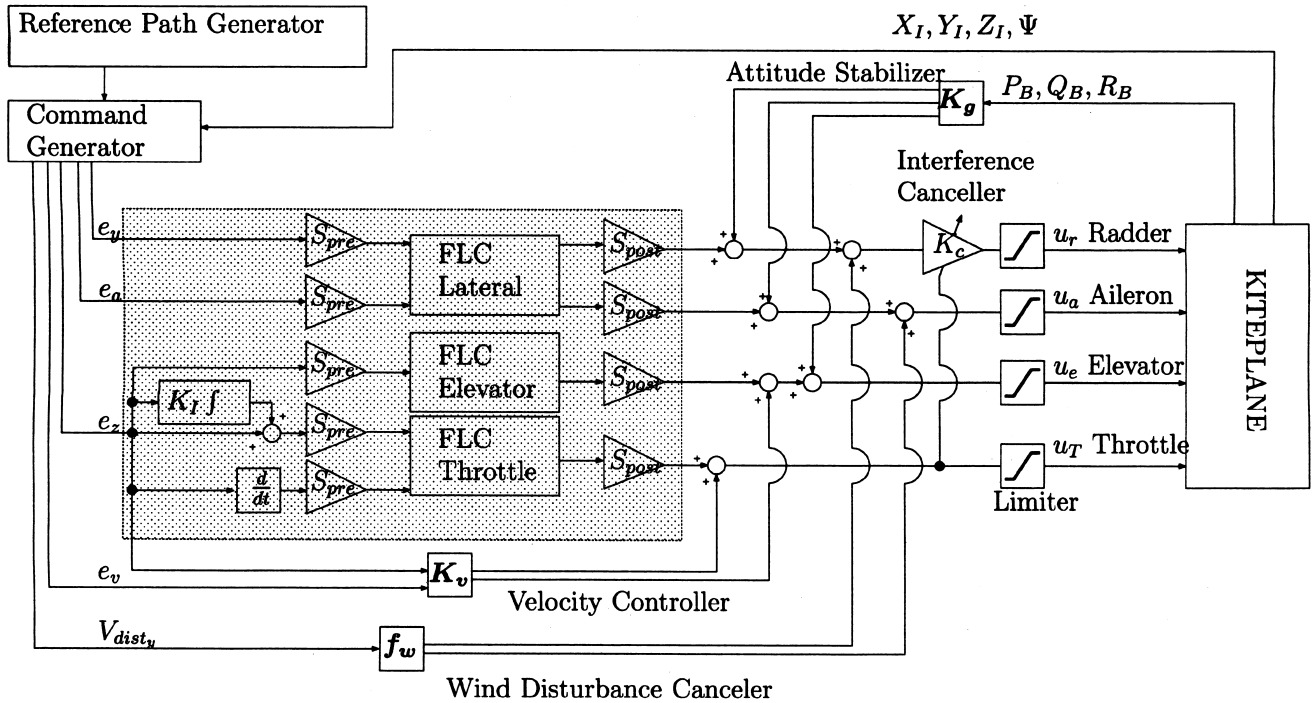 Reference Path Generator
X_I, Y_I, Z_I, Ψ
Attitude Stabilizer
K_g
P_B, Q_B, R_B
Command
Generator
Interference
Canceller
e_y
S_pre
FLC
Lateral
S_post
K_c
u_r Radder
e_a
S_pre
S_post
u_a Aileron
KITEPLANE
S_pre
FLC
Elevator
S_post
u_e Elevator
K_I ∫
e_z
S_pre
FLC
Throttle
S_post
u_T Throttle
d/dt
S_pre
Limiter
e_v
K_v
Velocity Controller
V_dist_y
f_w
Wind Disturbance Canceler